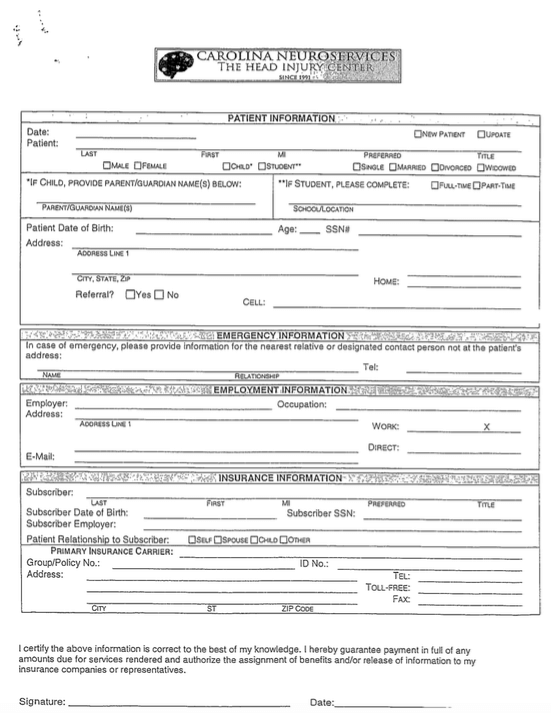 CAROLINA NEUROSERVICES
THE HEAD INJURY CENTER
SINCE 1991
PATIENT INFORMATION
Date:
☐NEW PATIENT ☐UPDATE
Patient:
LAST FIRST MI PREFERRED TITLE
☐MALE ☐FEMALE ☐CHILD* ☐STUDENT** ☐SINGLE ☐MARRIED ☐DIVORCED ☐WIDOWED
*IF CHILD, PROVIDE PARENT/GUARDIAN NAME(S) BELOW:
PARENT/GUARDIAN NAME(S)
**IF STUDENT, PLEASE COMPLETE: ☐FULL-TIME ☐PART-TIME
SCHOOL/LOCATION
Patient Date of Birth: Age: SSN#
Address:
ADDRESS LINE 1
CITY, STATE, ZIP
HOME:
Referral? ☐Yes ☐ No
CELL:
EMERGENCY INFORMATION
In case of emergency, please provide information for the nearest relative or designated contact person not at the patient's
address:
Tel:
NAME RELATIONSHIP
EMPLOYMENT INFORMATION
Employer: Occupation:
Address:
ADDRESS LINE 1
WORK: X
DIRECT:
E-Mail:
INSURANCE INFORMATION
Subscriber:
LAST FIRST MI PREFERRED TITLE
Subscriber Date of Birth: Subscriber SSN:
Subscriber Employer:
Patient Relationship to Subscriber: ☐SELF ☐SPOUSE ☐CHILD ☐OTHER
PRIMARY INSURANCE CARRIER:
Group/Policy No.: ID No.:
Address: TEL:
TOLL-FREE:
FAX:
CITY ST ZIP CODE
I certify the above information is correct to the best of my knowledge. I hereby guarantee payment in full of any
amounts due for services rendered and authorize the assignment of benefits and/or release of information to my
insurance companies or representatives.
Signature: Date: